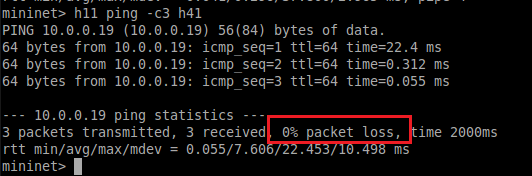 mininet> h11 ping -c3 h41
PING 10.0.0.19 (10.0.0.19) 56(84) bytes of data.
64 bytes from 10.0.0.19: icmp_seq=1 ttl=64 time=22.4 ms
64 bytes from 10.0.0.19: icmp_seq=2 ttl=64 time=0.312 ms
64 bytes from 10.0.0.19: icmp_seq=3 ttl=64 time=0.055 ms
--- 10.0.0.19 ping statistics ---
3 packets transmitted, 3 received, 0% packet loss, time 2000ms
rtt min/avg/max/mdev = 0.055/7.606/22.453/10.498 ms
mininet>